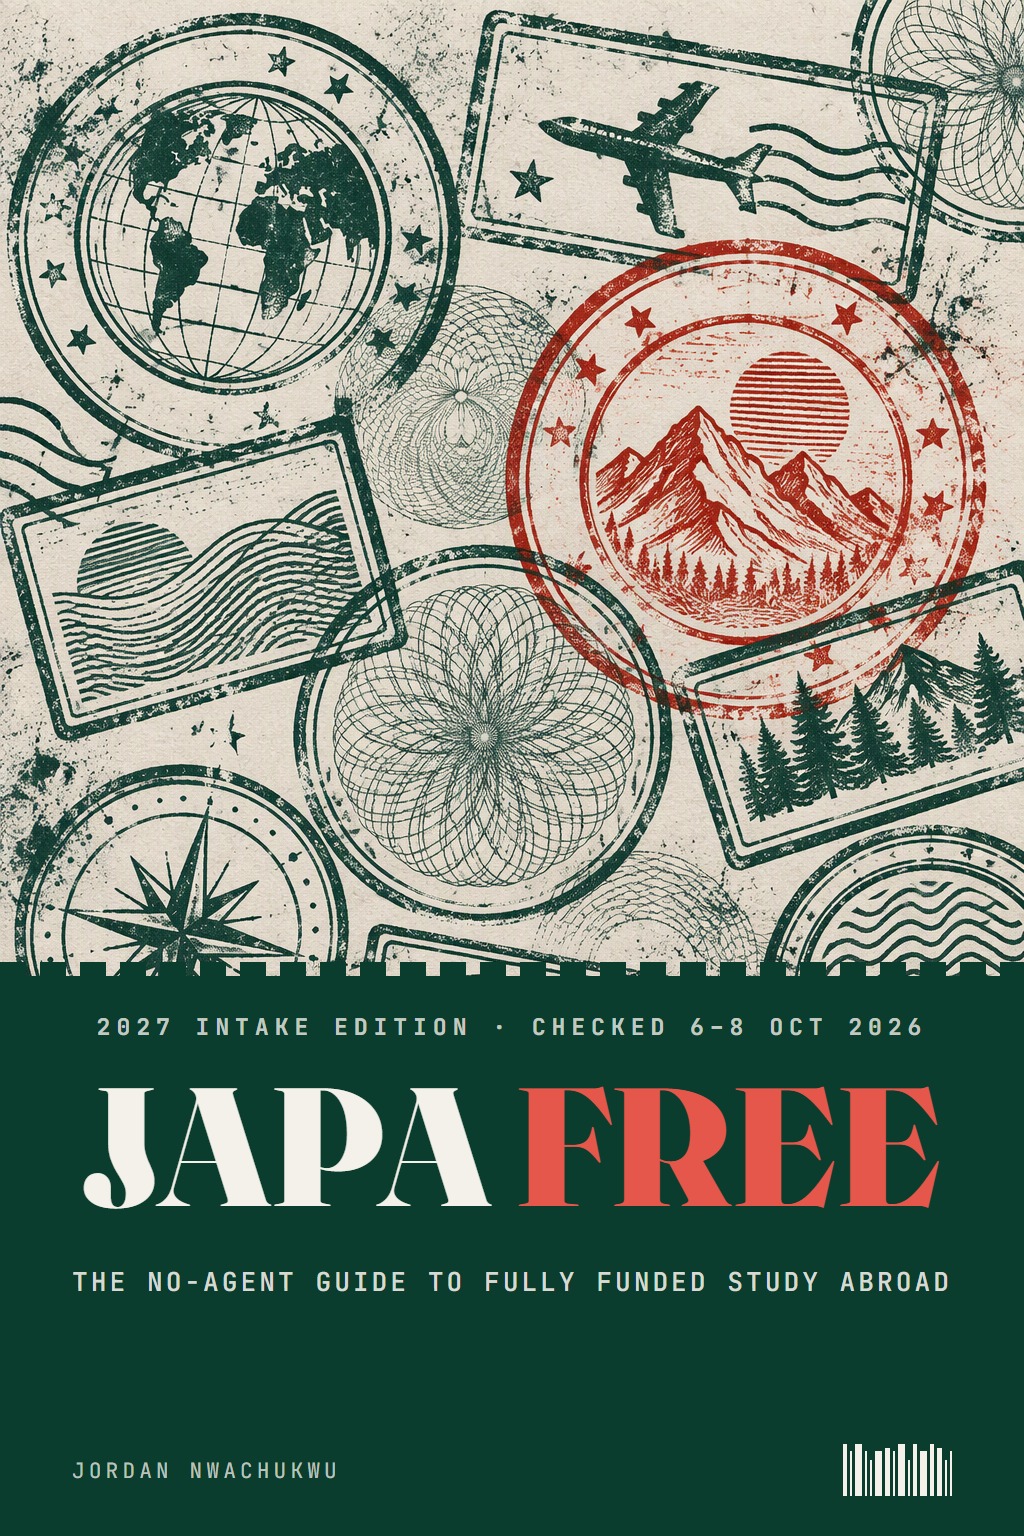 2027 INTAKE EDITION · CHECKED 6–8 OCT 2026
JAPA FREE
THE NO-AGENT GUIDE TO FULLY FUNDED STUDY ABROAD
JORDAN NWACHUKWU